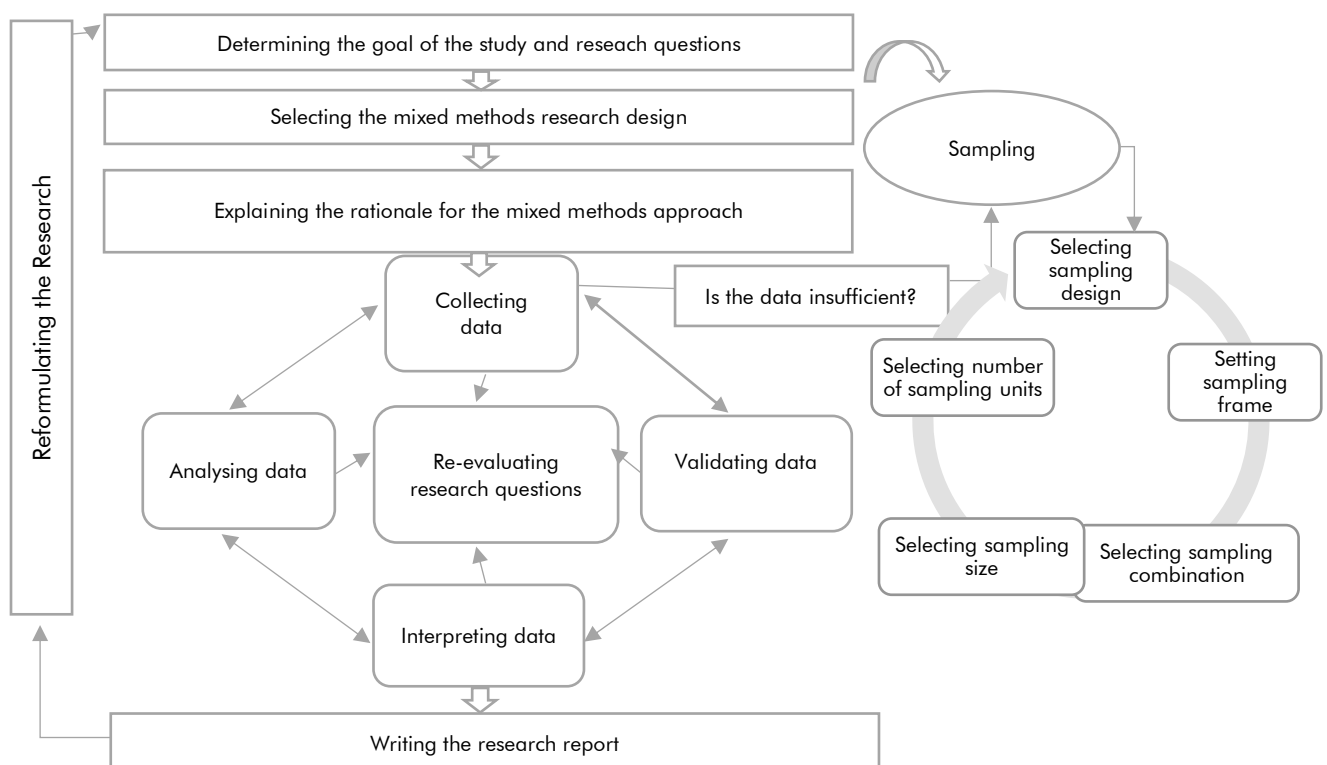 Determining the goal of the study and reseach questions
Selecting the mixed methods research design
Explaining the rationale for the mixed methods approach
Reformulating the Research
Collecting
data
Is the data insufficient?
Analysing data
Re-evaluating
research questions
Validating data
Interpreting data
Writing the research report
Sampling
Selecting
sampling
design
Setting
sampling
frame
Selecting sampling
combination
Selecting sampling
size
Selecting number
of sampling units